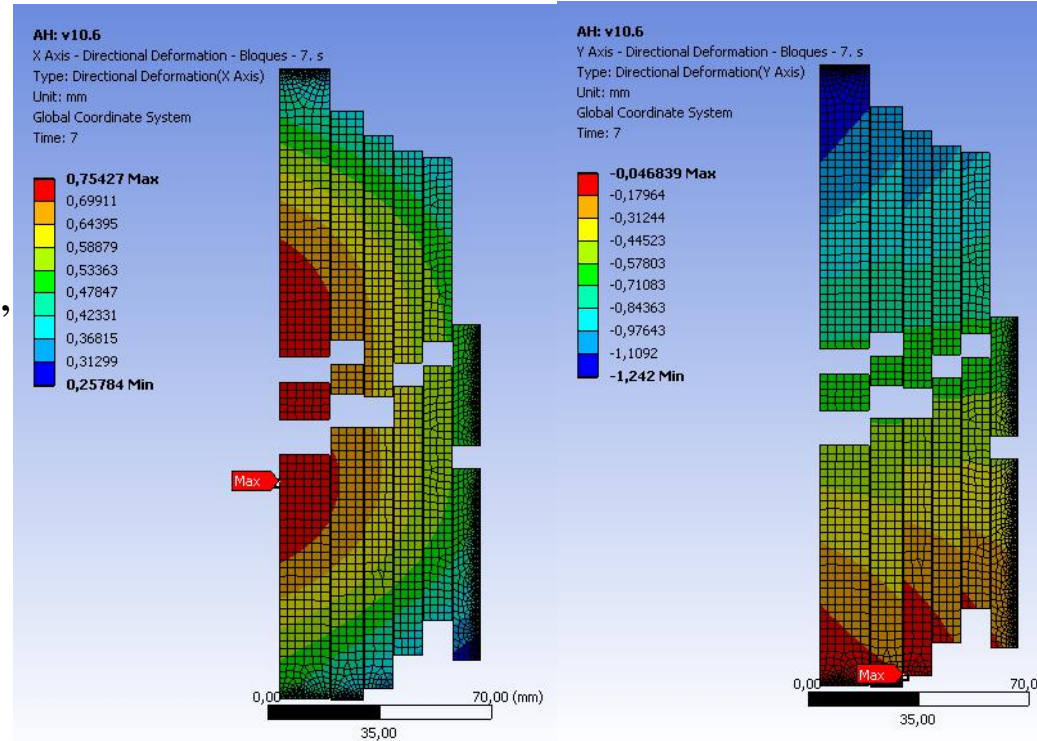 AH: v10.6
X Axis - Directional Deformation - Bloques - 7. s
Type: Directional Deformation(X Axis)
Unit: mm
Global Coordinate System
Time: 7
0,75427 Max
0,69911
0,64395
0,58879
0,53363
0,47847
0,42331
0,36815
0,31299
0,25784 Min
,
Max
0,00
70,00 (mm)
35,00
AH: v10.6
Y Axis - Directional Deformation - Bloques - 7. s
Type: Directional Deformation(Y Axis)
Unit: mm
Global Coordinate System
Time: 7
-0,046839 Max
-0,17964
-0,31244
-0,44523
-0,57803
-0,71083
-0,84363
-0,97643
-1,1092
-1,242 Min
Max
0,00
70,0
35,00